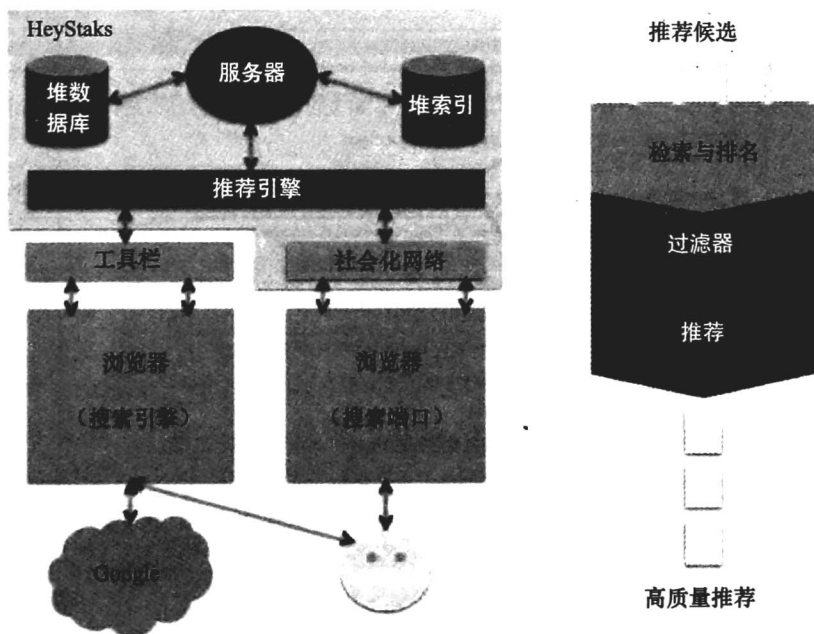 HeyStaks
服务器
堆数
据库
堆索引
推荐引擎
工具栏
社会化网络
浏览器
（搜索引擎）
浏览器
（搜索端口）
Google
推荐候选
检索与排名
过滤器
推荐
高质量推荐